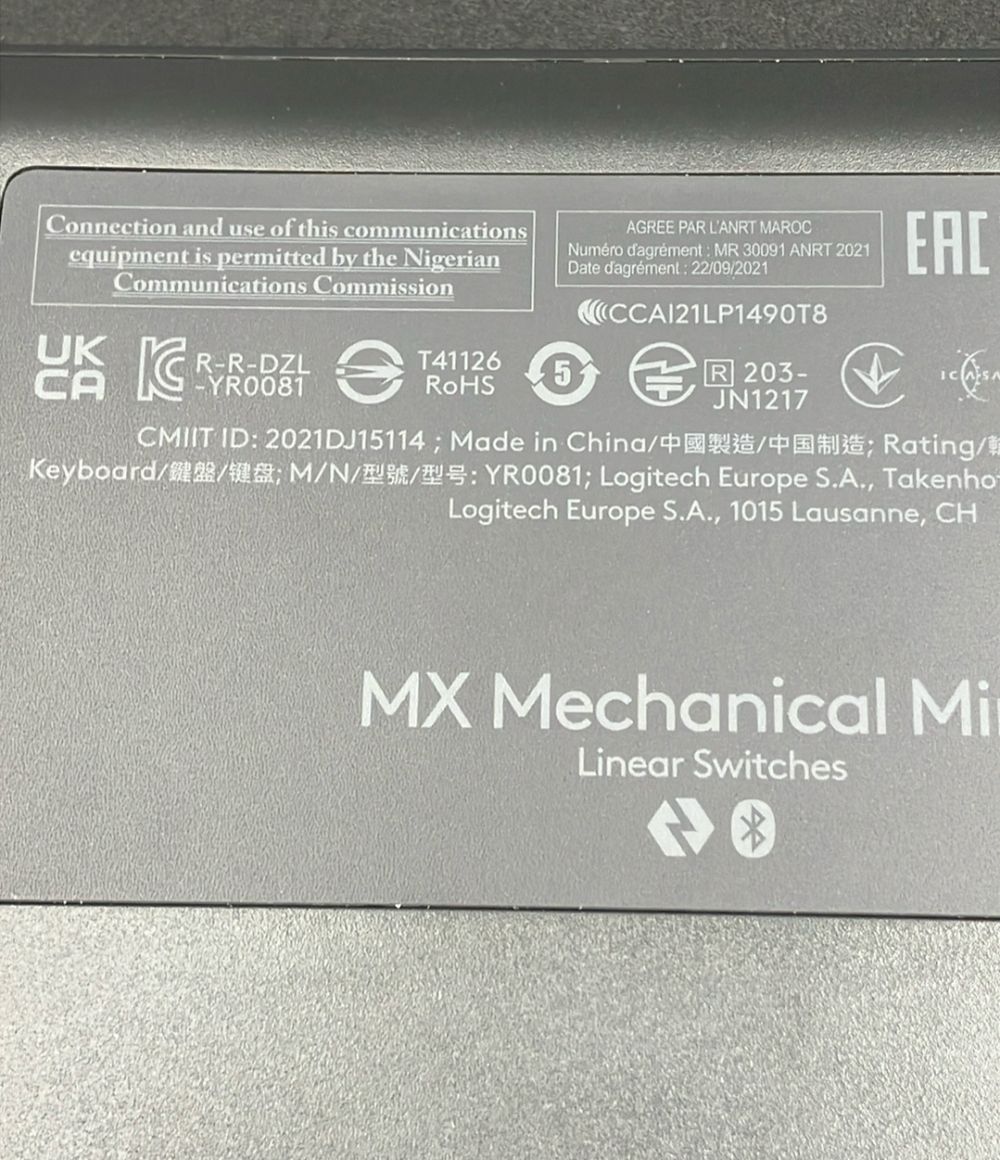 Connection and use of this communications
equipment is permitted by the Nigerian
Communications Commission
AGREE PAR L'ANRT MAROC
Numéro d'agrément : MR 30091 ANRT 2021
Date d'agrément : 22/09/2021
EAC
CCAI21LP1490T8
UK
CA
R-R-DZL
-YR0081
T41126
RoHS
5
R 203-
JN1217
CMIIT ID: 2021DJ15114 ; Made in China/中國製造/中国制造; Rating/
Keyboard/鍵盤/键盘; M/N/型號/型号: YR0081; Logitech Europe S.A.,
Logitech Europe S.A., 1015 Lausanne, CH
MX Mechanical
Linear Switches